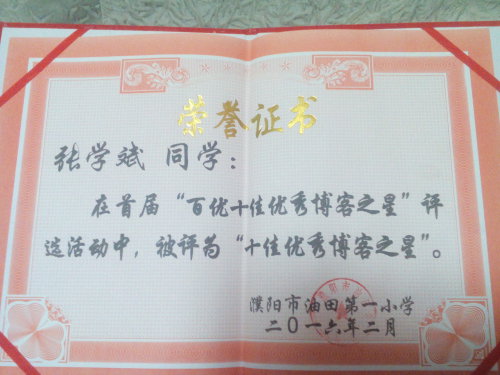 荣誉证书
张学斌 同学：
在首届“百优十佳优秀博客之星”评
选活动中，被评为“十佳优秀博客之星”。
濮阳市油田第一小学
二〇一六年二月